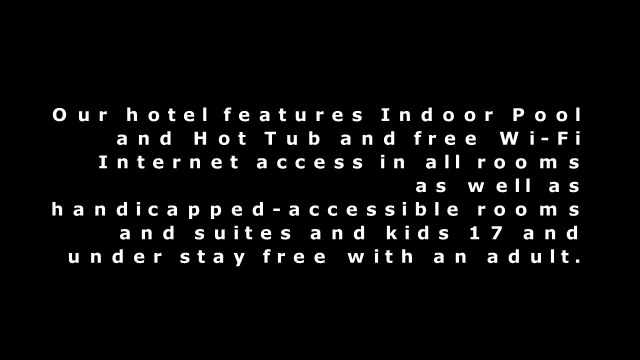 Our hotel features Indoor Pool
and Hot Tub and free Wi-Fi
Internet access in all rooms
as well as
handicapped-accessible rooms
and suites and kids 17 and
under stay free with an adult.